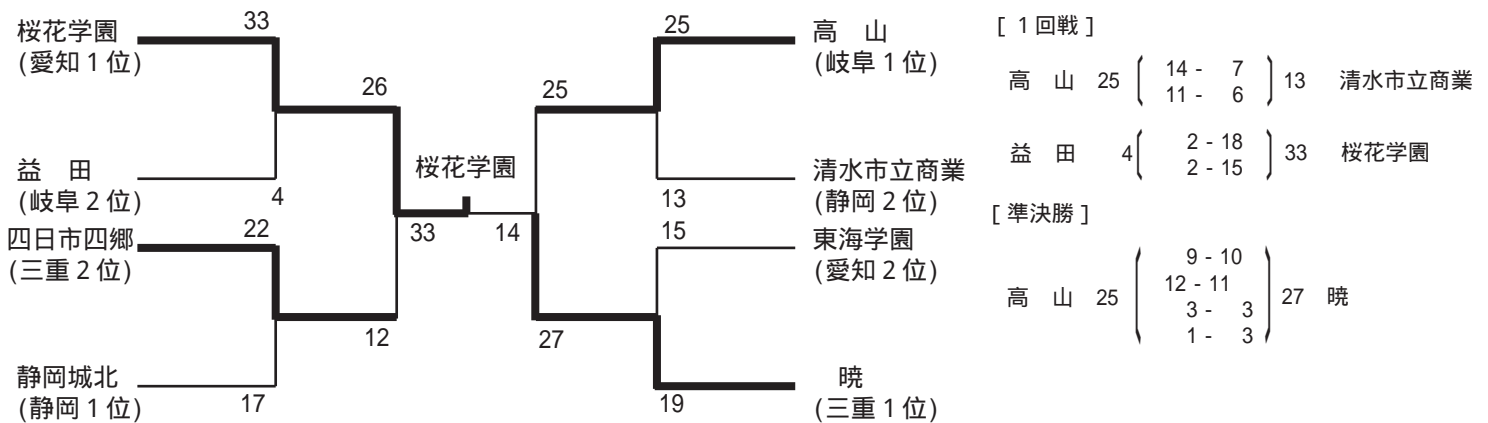 桜花学園
(愛知1位)
33
26
益　田
(岐阜2位)
4
四日市四郷
(三重2位)
22
12
静岡城北
(静岡1位)
17
桜花学園
33
14
25
27
25
高　山
(岐阜1位)
清水市立商業
(静岡2位)
13
15
東海学園
(愛知2位)
暁
(三重1位)
19
[ 1回戦 ]
高　山 25 ( 14 - 7
11 - 6 ) 13 清水市立商業
益　田 4 ( 2 - 18
2 - 15 ) 33 桜花学園
[ 準決勝 ]
9 - 10
12 - 11
高　山 25 ( ) 27 暁
3 - 3
1 - 3